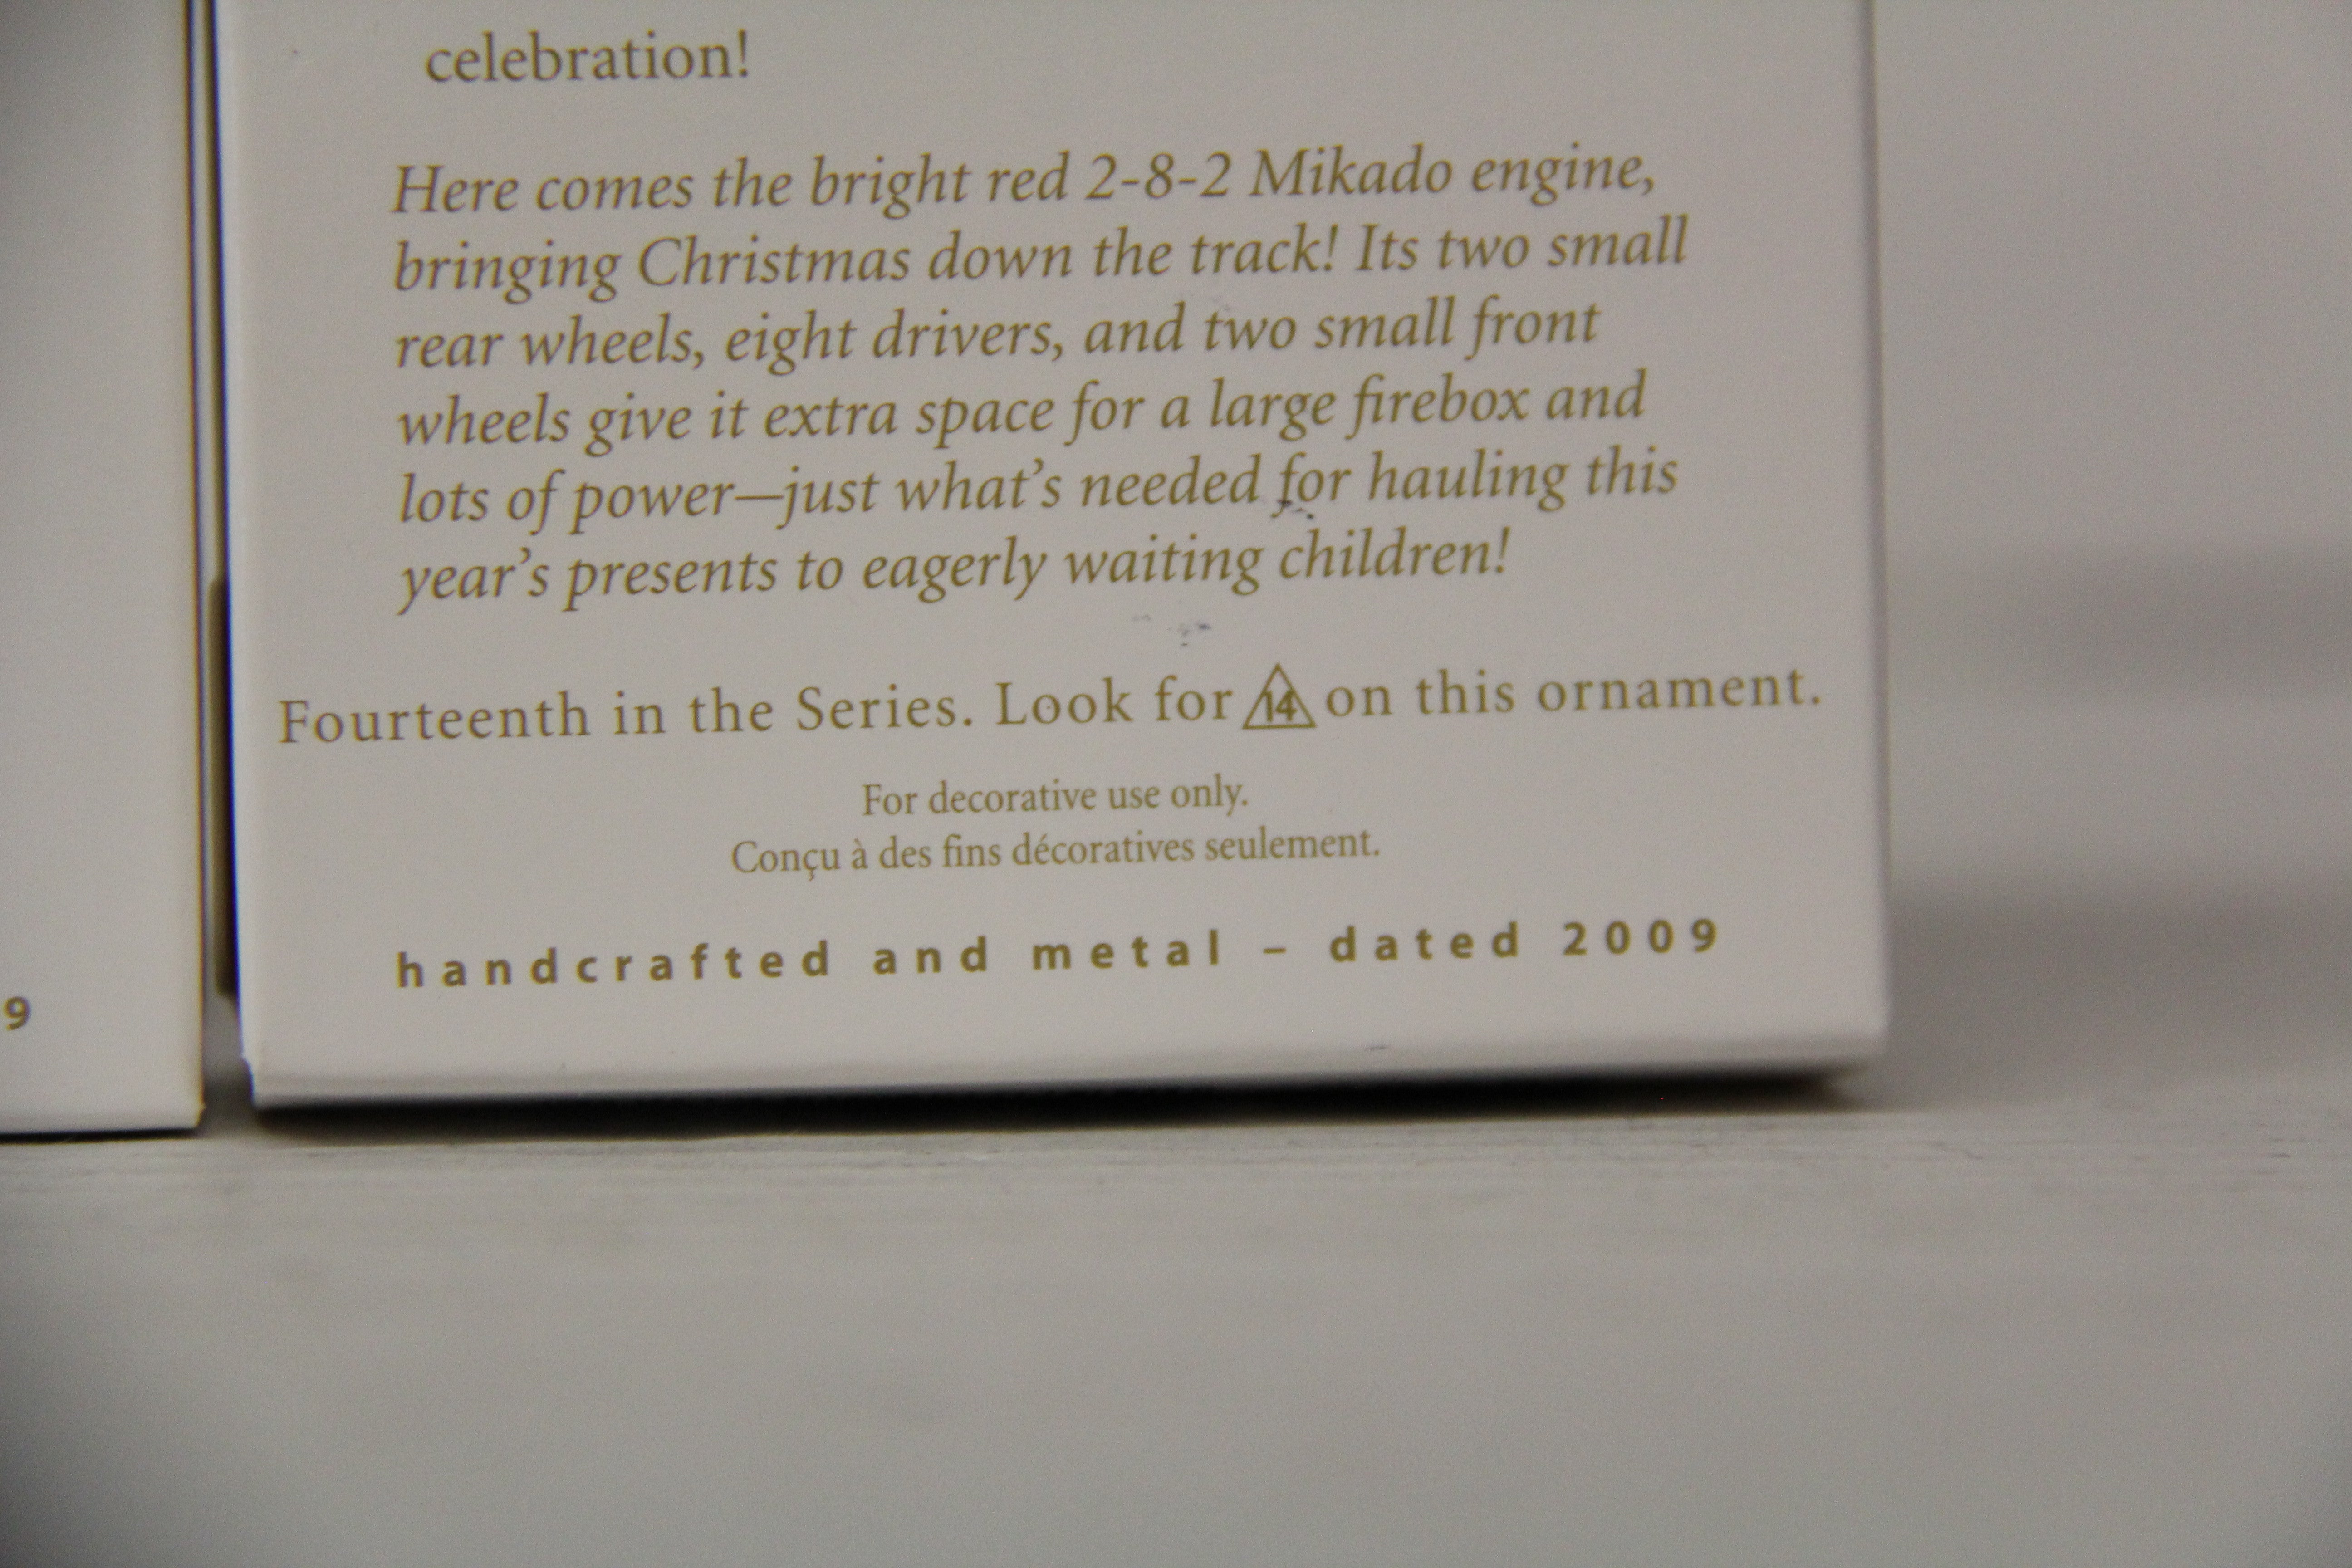 celebration!
Here comes the bright red 2-8-2 Mikado engine,
bringing Christmas down the track! Its two small
rear wheels, eight drivers, and two small front
wheels give it extra space for a large firebox and
lots of power—just what's needed for hauling this
year's presents to eagerly waiting children!
Fourteenth in the Series. Look for 14 on this ornament.
For decorative use only.
Conçu à des fins décoratives seulement.
handcrafted and metal – dated 2009
9